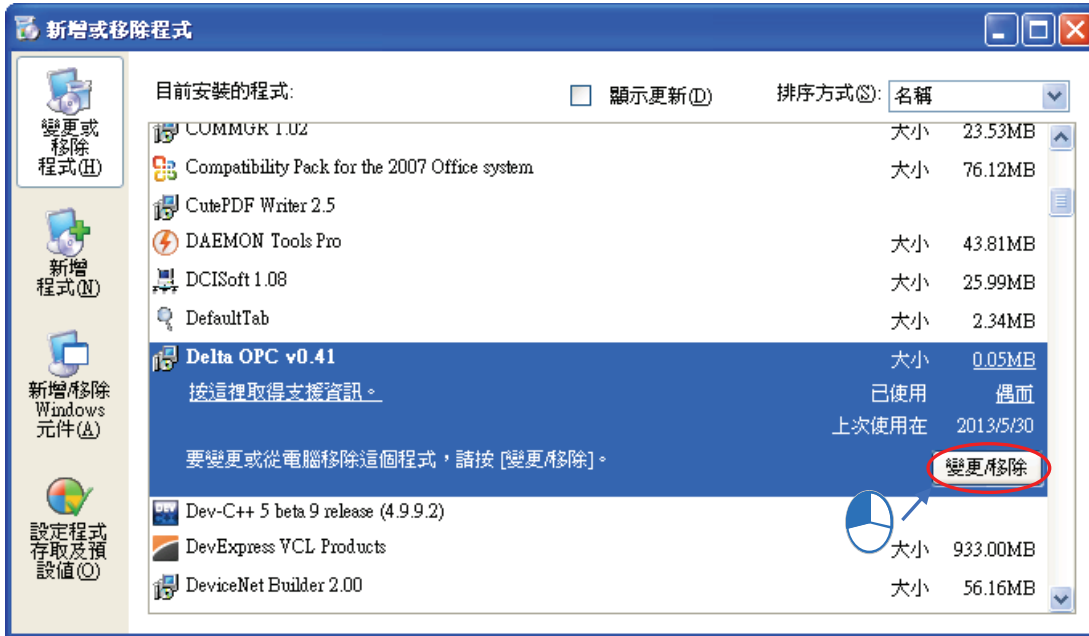 新增或移除程式
變更或
移除
程式(H)
新增
程式(N)
新增/移除
Windows
元件(A)
設定程式
存取及預
設值(O)
目前安裝的程式:
顯示更新(D)
排序方式(S): 名稱
COMMGR 1.02 大小 23.53MB
Compatibility Pack for the 2007 Office system 大小 76.12MB
CutePDF Writer 2.5
DAEMON Tools Pro 大小 43.81MB
DCISoft 1.08 大小 25.99MB
DefaultTab 大小 2.34MB
Delta OPC v0.41 大小 0.05MB
按這裡取得支援資訊。 已使用 偶而
上次使用在 2013/5/30
要變更或從電腦移除這個程式，請按 [變更/移除]。 變更/移除
Dev-C++ 5 beta 9 release (4.9.9.2)
DevExpress VCL Products 大小 933.00MB
DeviceNet Builder 2.00 大小 56.16MB